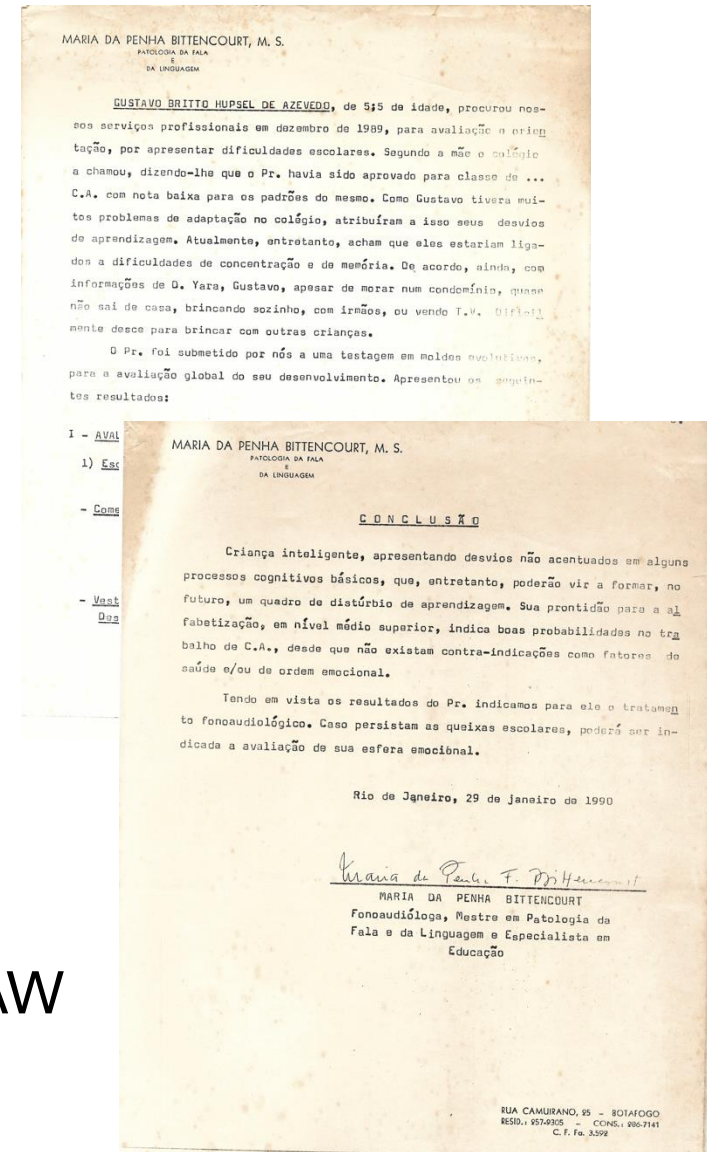 MARIA DA PENHA BITTENCOURT, M. S.
PATOLOGIA DA FALA
E
DA LINGUAGEM
GUSTAVO BRITTO HUPSEL DE AZEVEDO, de 5;5 de idade, procurou nos-
sos serviços profissionais em dezembro de 1989, para avaliação e orien
tação, por apresentar dificuldades escolares. Segundo a mãe o colégio
a chamou, dizendo-lhe que o Pr. havia sido aprovado para classe de ...
C.A. com nota baixa para os padrões do mesmo. Como Gustavo tivera mui-
tos problemas de adaptação no colégio, atribuíram a isso seus desvios
de aprendizagem. Atualmente, entretanto, acham que eles estariam liga-
dos a dificuldades de concentração e de memória. De acordo, ainda, com
informações de D. Yara, Gustavo, apesar de morar num condomínio, quase
não sai de casa, brincando sozinho, com irmãos, ou vendo T.V. Dificil
mente desce para brincar com outras crianças.
O Pr. foi submetido por nós a uma testagem em moldes evolutivos,
para a avaliação global do seu desenvolvimento. Apresentou os seguin-
tes resultados:
I - AVAL
1) Esc
- Come
- Vest
Des
MARIA DA PENHA BITTENCOURT, M. S.
PATOLOGIA DA FALA
E
DA LINGUAGEM
CONCLUSÃO
Criança inteligente, apresentando desvios não acentuados em alguns
processos cognitivos básicos, que, entretanto, poderão vir a formar, no
futuro, um quadro de distúrbio de aprendizagem. Sua prontidão para a al
fabetização, em nível médio superior, indica boas probabilidades no tra
balho de C.A., desde que não existam contra-indicações como fatores de
saúde e/ou de ordem emocional.
Tendo em vista os resultados do Pr. indicamos para ele o tratamen
to fonoaudiológico. Caso persistam as queixas escolares, poderá ser in-
dicada a avaliação de sua esfera emocional.
Rio de Janeiro, 29 de janeiro de 1990
Maria da Penha F. Bittencourt
MARIA DA PENHA BITTENCOURT
Fonoaudióloga, Mestre em Patologia da
Fala e da Linguagem e Especialista em
Educação
AW
RUA CAMUIRANO, 25 - BOTAFOGO
RESID.: 257-9305 - CONS.: 286-7141
C. F. Fa. 3.592